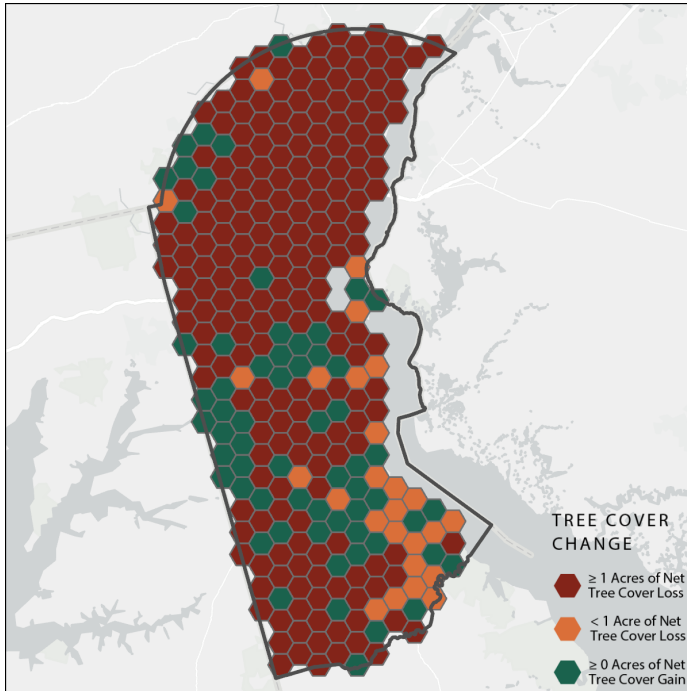 TREE COVER
CHANGE
≥ 1 Acres of Net
Tree Cover Loss
< 1 Acre of Net
Tree Cover Loss
≥ 0 Acres of Net
Tree Cover Gain